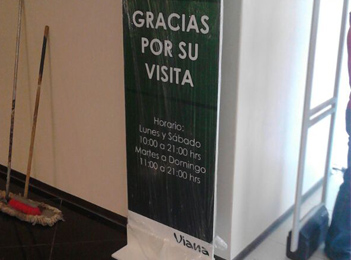 GRACIAS
POR SU
VISITA
Horario:
Lunes y Sábado
10:00 a 21:00 hrs
Martes a Domingo
11:00 a 21:00 hrs
Viana